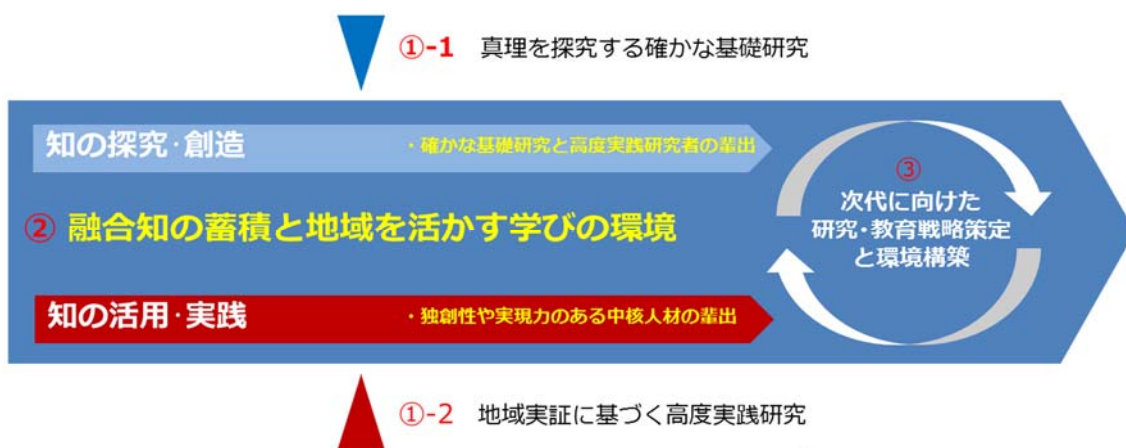 ①-1 真理を探究する確かな基礎研究
知の探究・創造 ・確かな基礎研究と高度実践研究者の輩出
② 融合知の蓄積と地域を活かす学びの環境
③
次代に向けた
研究・教育戦略策定
と環境構築
知の活用・実践 ・独創性や実現力のある中核人材の輩出
①-2 地域実証に基づく高度実践研究